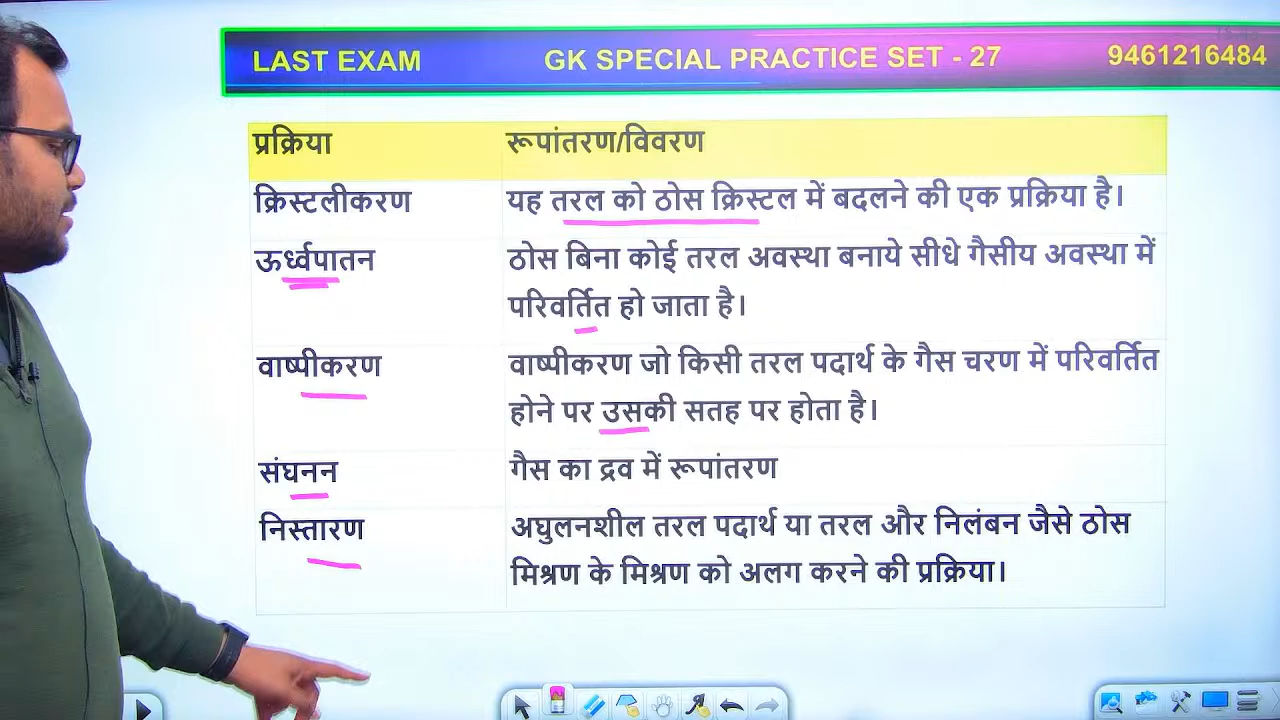 LAST EXAM GK SPECIAL PRACTICE SET - 27 9461216484
प्रक्रिया रूपांतरण/विवरण
क्रिस्टलीकरण यह तरल को ठोस क्रिस्टल में बदलने की एक प्रक्रिया है।
ऊर्ध्वपातन ठोस बिना कोई तरल अवस्था बनाये सीधे गैसीय अवस्था में
परिवर्तित हो जाता है।
वाष्पीकरण वाष्पीकरण जो किसी तरल पदार्थ के गैस चरण में परिवर्तित
होने पर उसकी सतह पर होता है।
संघनन गैस का द्रव में रूपांतरण
निस्तारण अघुलनशील तरल पदार्थ या तरल और निलंबन जैसे ठोस
मिश्रण के मिश्रण को अलग करने की प्रक्रिया।